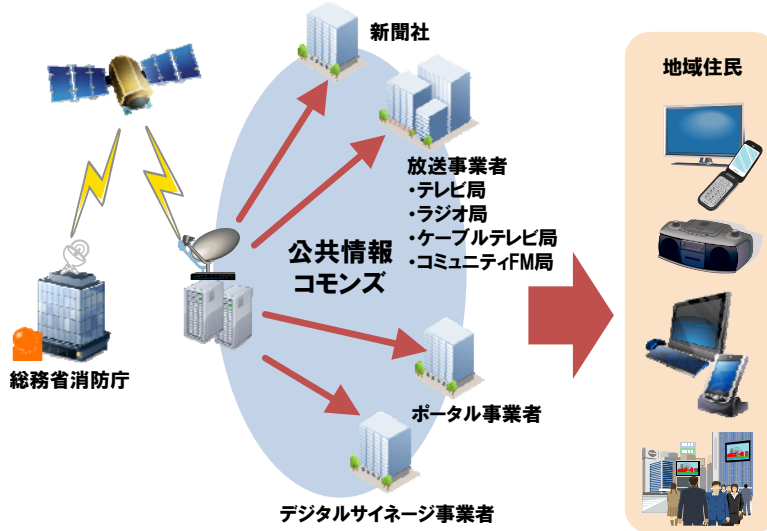 新聞社
地域住民
放送事業者
・テレビ局
・ラジオ局
・ケーブルテレビ局
・コミュニティFM局
公共情報
コモンズ
総務省消防庁
ポータル事業者
デジタルサイネージ事業者